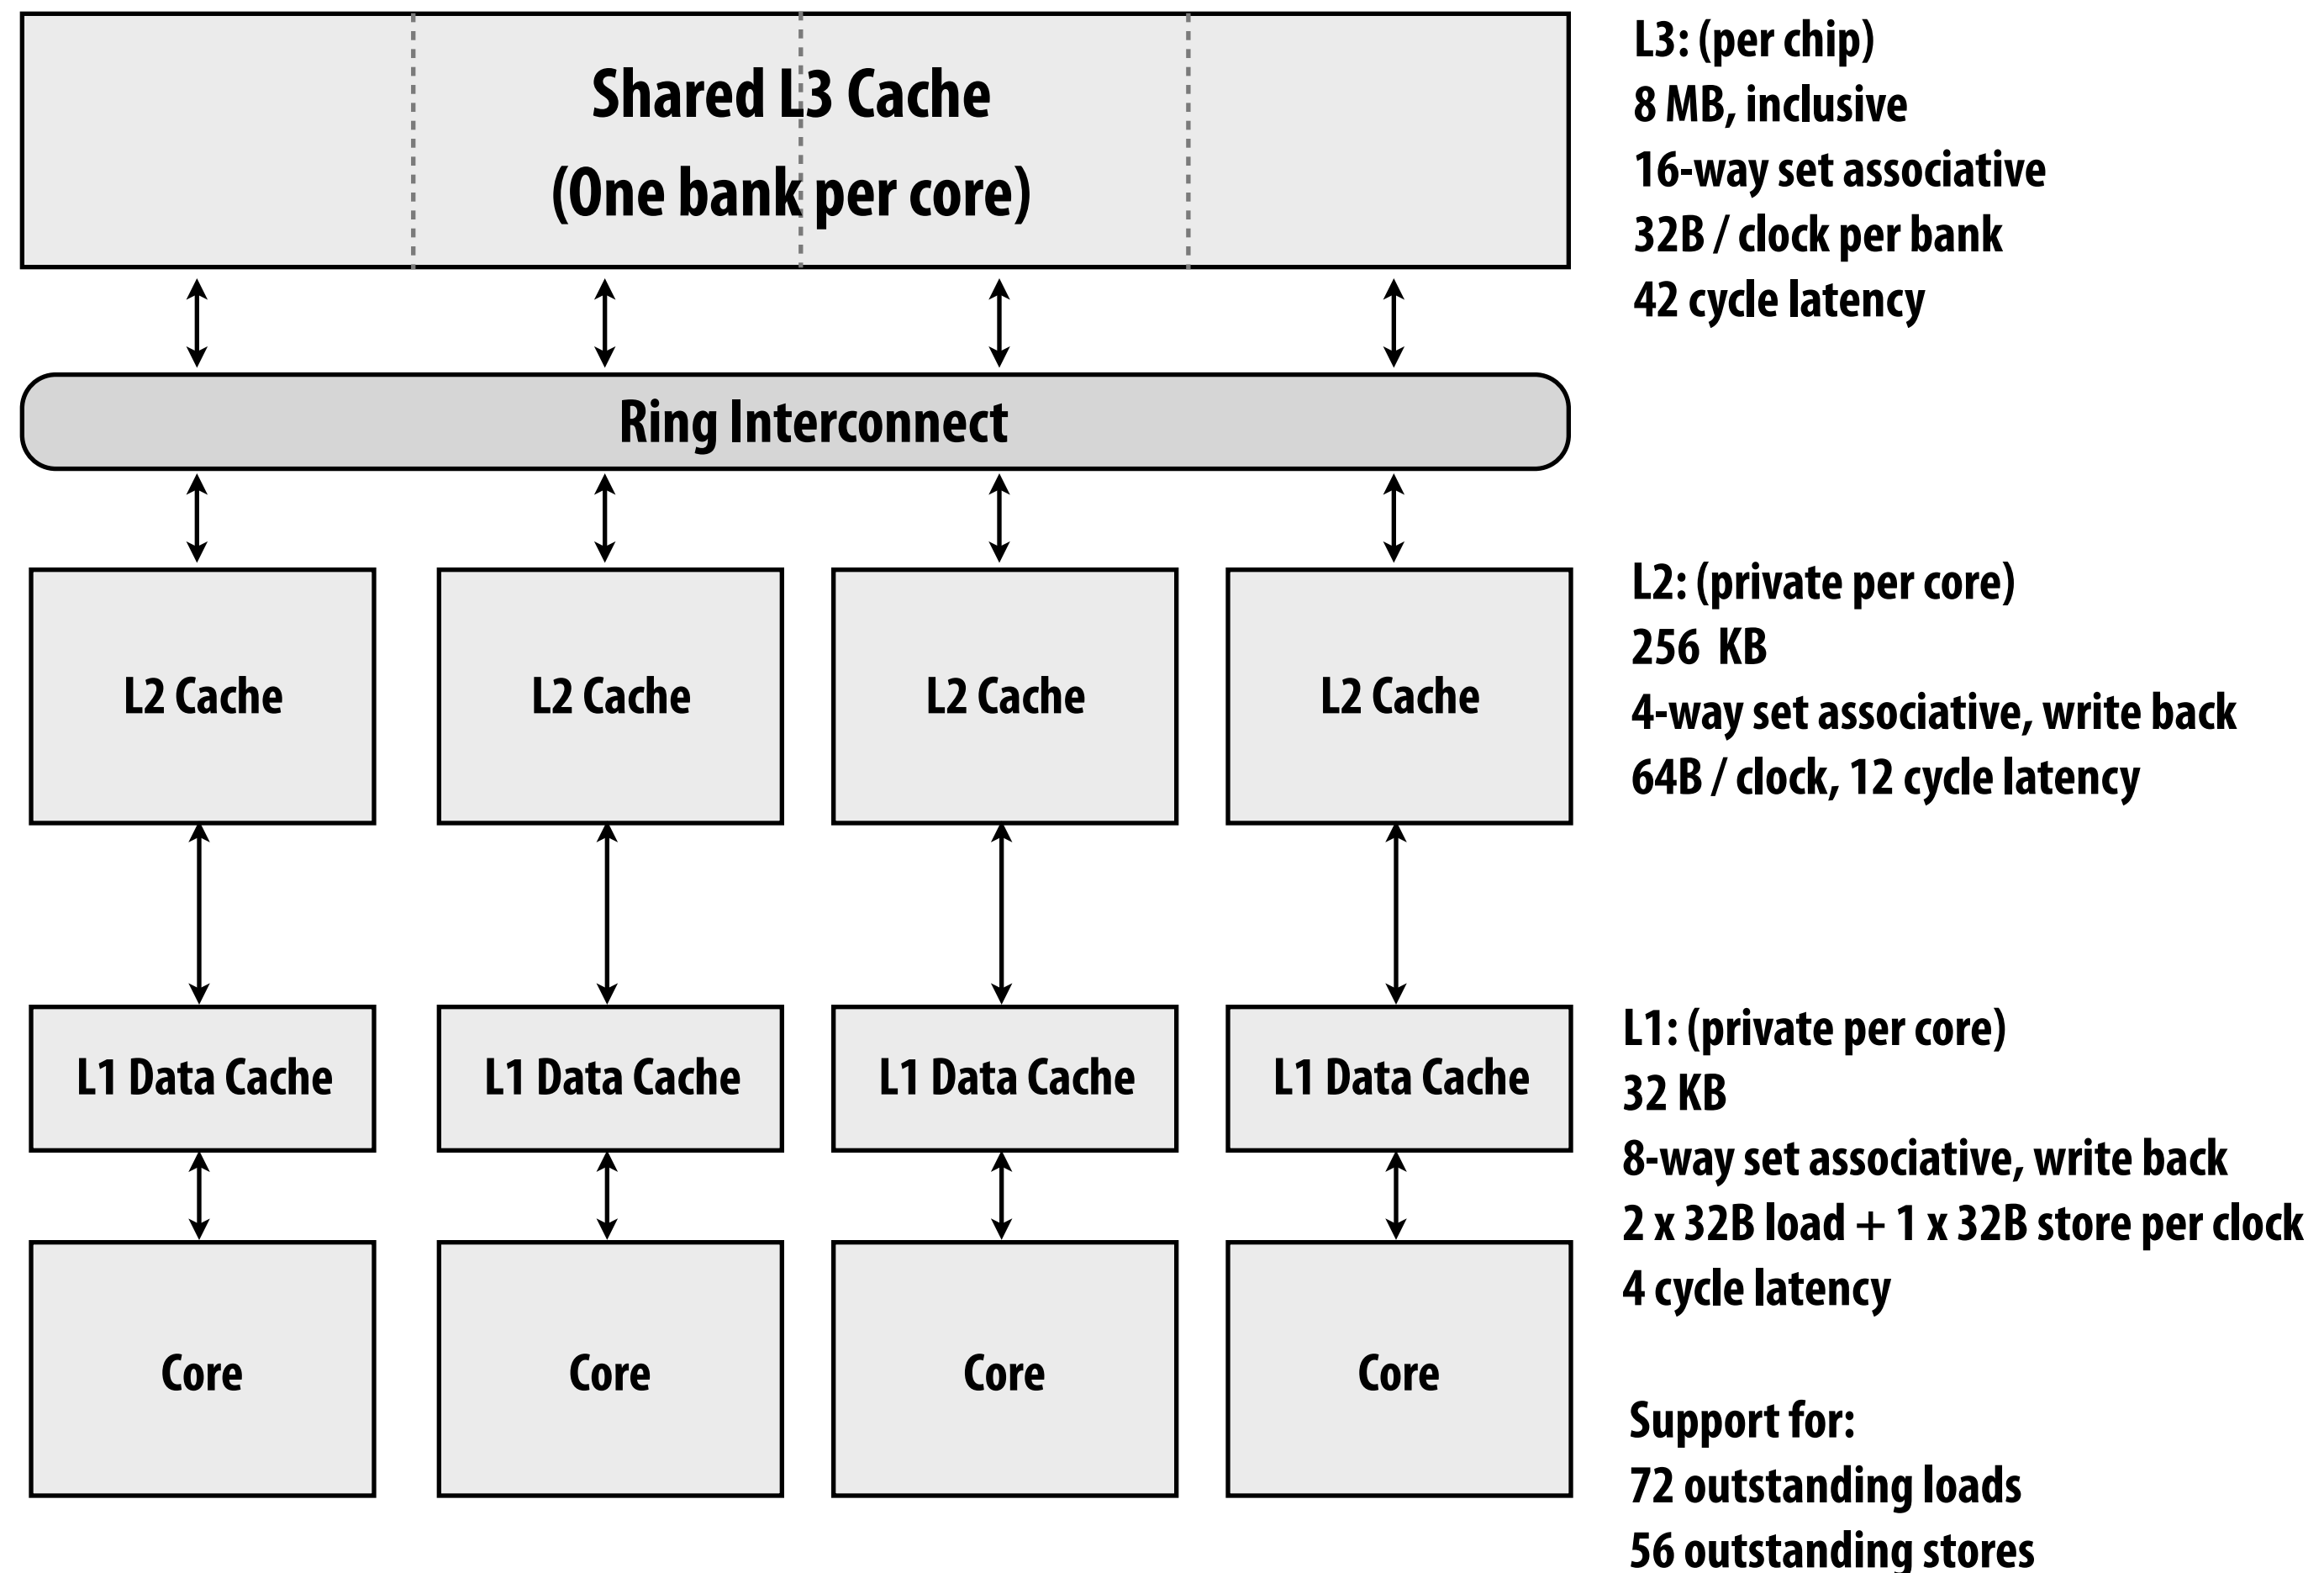 Shared L3 Cache
(One bank per core)
L3: (per chip)
8 MB, inclusive
16-way set associative
32B / clock per bank
42 cycle latency
Ring Interconnect
L2 Cache
L2 Cache
L2 Cache
L2 Cache
L2: (private per core)
256 KB
4-way set associative, write back
64B / clock, 12 cycle latency
L1 Data Cache
L1 Data Cache
L1 Data Cache
L1 Data Cache
L1: (private per core)
32 KB
8-way set associative, write back
2 x 32B load + 1 x 32B store per clock
4 cycle latency
Core
Core
Core
Core
Support for:
72 outstanding loads
56 outstanding stores